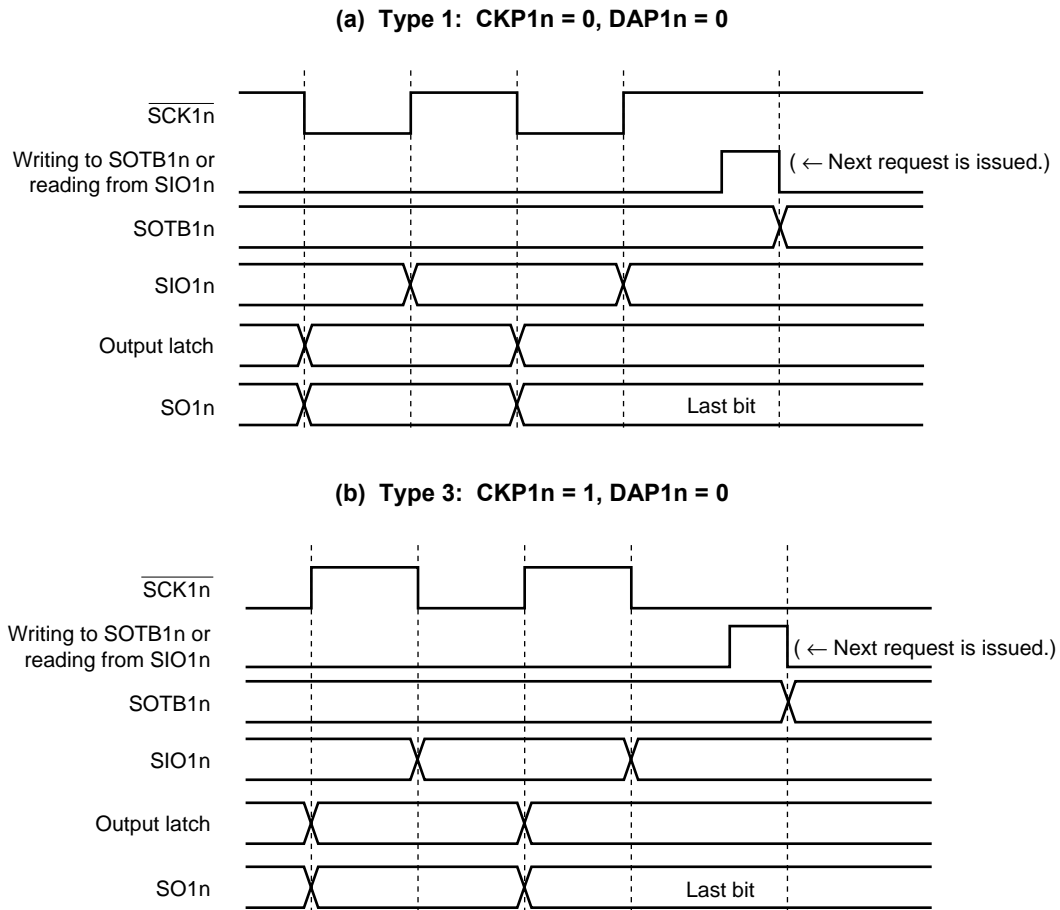 (a) Type 1: CKP1n = 0, DAP1n = 0
SCK1n
Writing to SOTB1n or
reading from SIO1n
( ← Next request is issued.)
SOTB1n
SIO1n
Output latch
SO1n
Last bit
(b) Type 3: CKP1n = 1, DAP1n = 0
SCK1n
Writing to SOTB1n or
reading from SIO1n
( ← Next request is issued.)
SOTB1n
SIO1n
Output latch
SO1n
Last bit